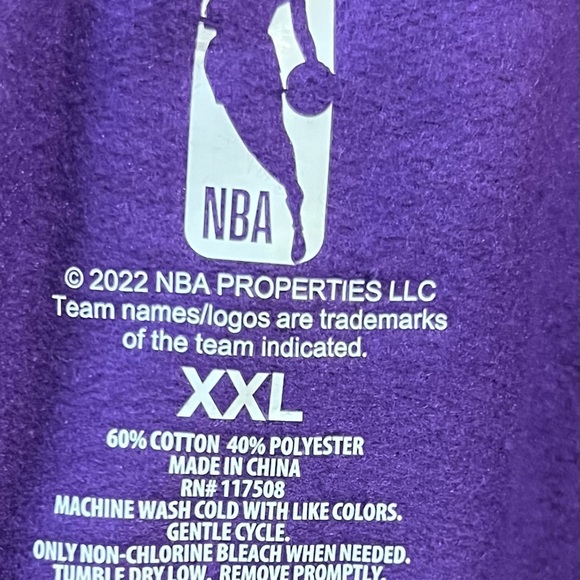 NBA
© 2022 NBA PROPERTIES LLC
Team names/logos are trademarks
of the team indicated.
XXL
60% COTTON 40% POLYESTER
MADE IN CHINA
RN# 117508
MACHINE WASH COLD WITH LIKE COLORS.
GENTLE CYCLE.
ONLY NON-CHLORINE BLEACH WHEN NEEDED.
TUMBLE DRY LOW. REMOVE PROMPTLY.